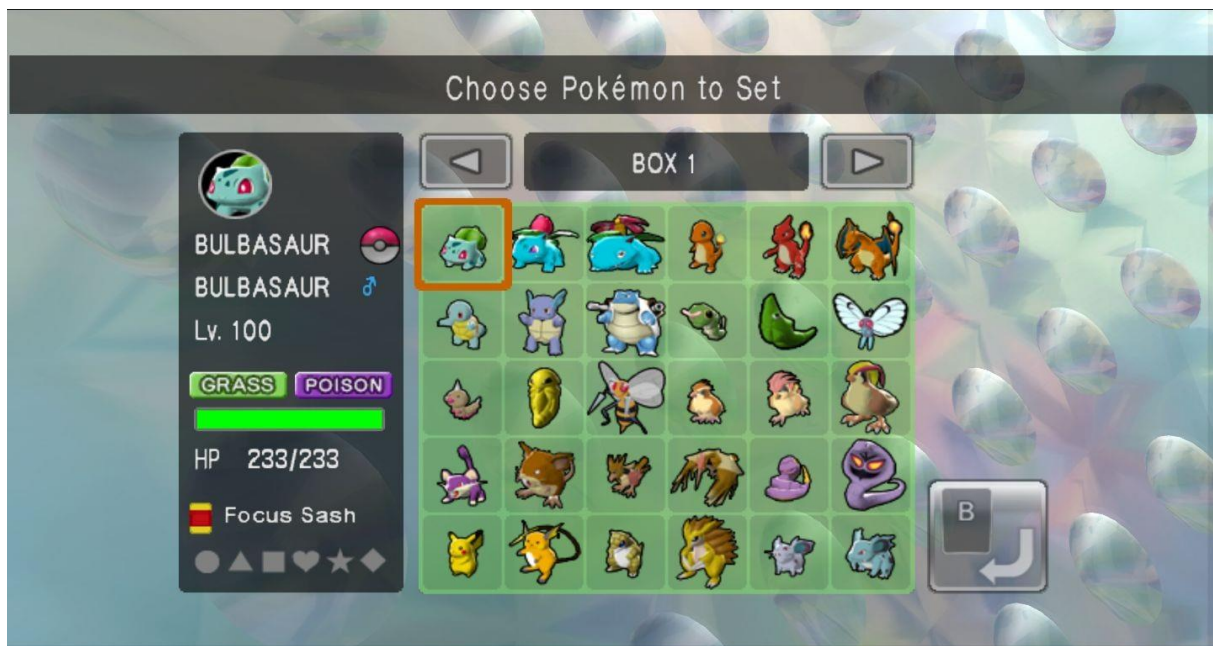 Choose Pokémon to Set
BOX 1
BULBASAUR
BULBASAUR ♂
Lv. 100
GRASS POISON
HP 233/233
Focus Sash
B